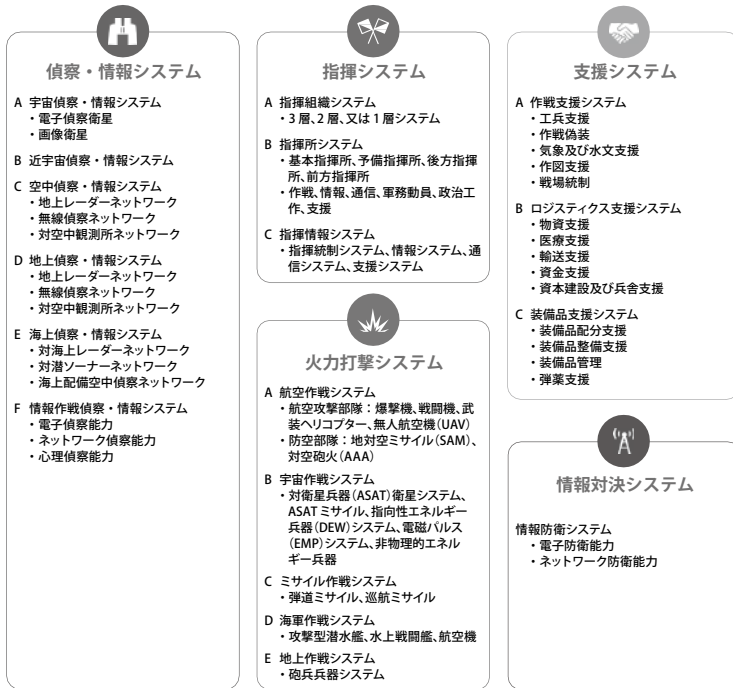 偵察・情報システム
A 宇宙偵察・情報システム
・電子偵察衛星
・画像衛星
B 近宇宙偵察・情報システム
C 空中偵察・情報システム
・地上レーダーネットワーク
・無線偵察ネットワーク
・対空中観測所ネットワーク
D 地上偵察・情報システム
・地上レーダーネットワーク
・無線偵察ネットワーク
・対空中観測所ネットワーク
E 海上偵察・情報システム
・対海上レーダーネットワーク
・対潜ソーナーネットワーク
・海上配備空中偵察ネットワーク
F 情報作戦偵察・情報システム
・電子偵察能力
・ネットワーク偵察能力
・心理偵察能力
指揮システム
A 指揮組織システム
・3 層、2 層、又は 1 層システム
B 指揮所システム
・基本指揮所、予備指揮所、後方指揮
所、前方指揮所
・作戦、情報、通信、軍務動員、政治工
作、支援
C 指揮情報システム
・指揮統制システム、情報システム、通
信システム、支援システム
火力打撃システム
A 航空作戦システム
・航空攻撃部隊：爆撃機、戦闘機、武
装ヘリコプター、無人航空機(UAV)
・防空部隊：地対空ミサイル(SAM)、
対空砲火(AAA)
B 宇宙作戦システム
・対衛星兵器(ASAT)衛星システム、
ASAT ミサイル、指向性エネルギー
兵器(DEW)システム、電磁パルス
(EMP)システム、非物理的エネル
ギー兵器
C ミサイル作戦システム
・弾道ミサイル、巡航ミサイル
D 海軍作戦システム
・攻撃型潜水艦、水上戦闘艦、航空機
E 地上作戦システム
・砲兵兵器システム
支援システム
A 作戦支援システム
・工兵支援
・作戦偽装
・気象及び水文支援
・作図支援
・戦場統制
B ロジスティクス支援システム
・物資支援
・医療支援
・輸送支援
・資金支援
・資本建設及び兵舎支援
C 装備品支援システム
・装備品配分支援
・装備品整備支援
・装備品管理
・弾薬支援
情報対決システム
情報防衛システム
・電子防衛能力
・ネットワーク防衛能力